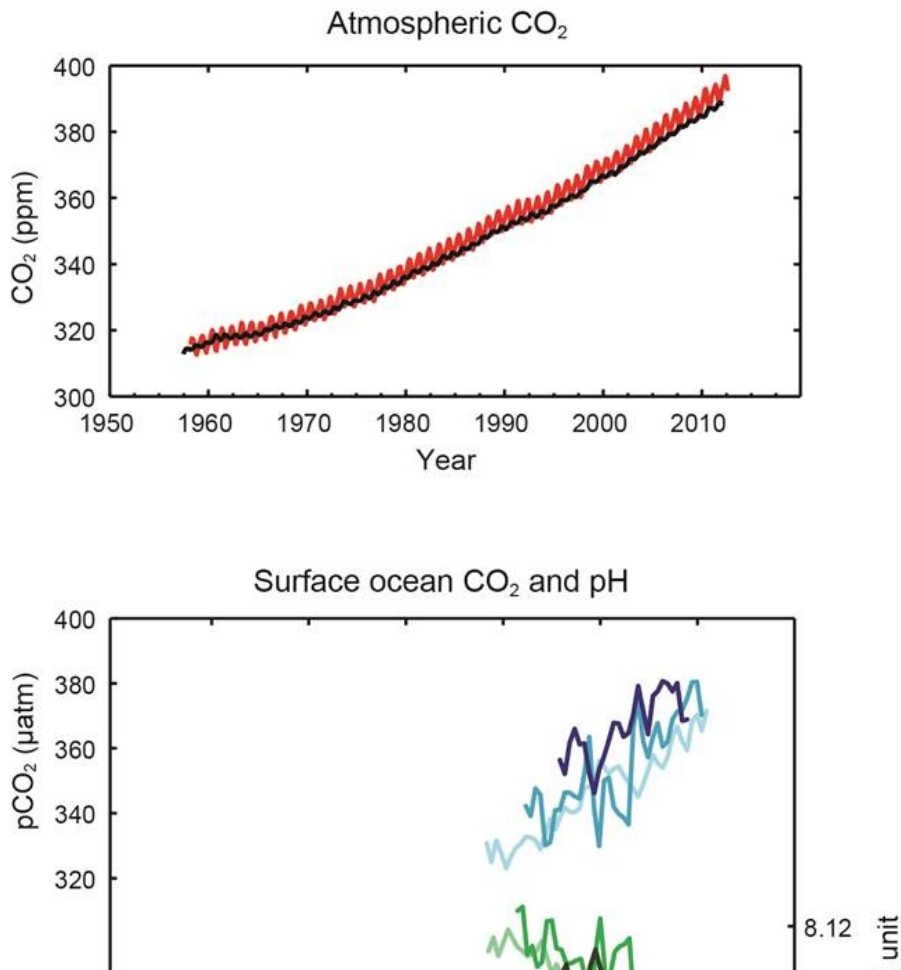 Atmospheric CO₂
400
380
360
340
320
300
CO₂ (ppm)
1950 1960 1970 1980 1990 2000 2010
Year
Surface ocean CO₂ and pH
400
380
360
340
320
pCO₂ (µatm)
8.12
unit